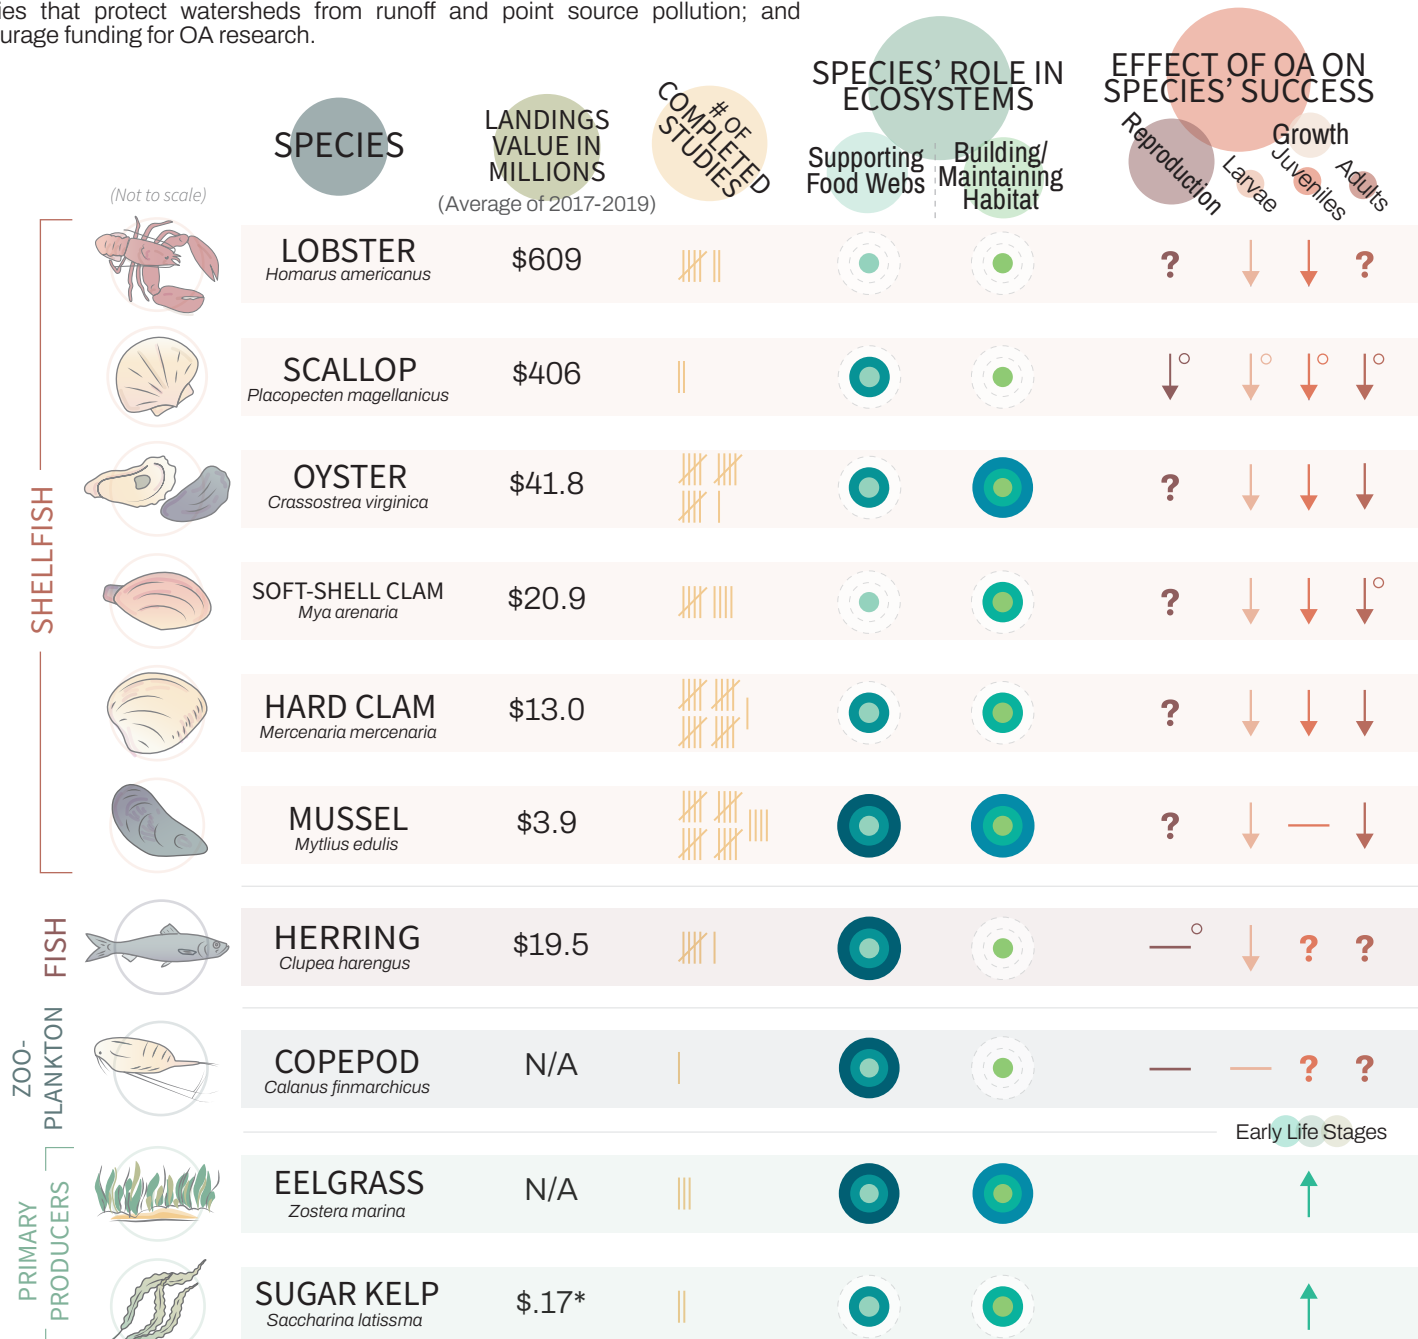 ies that protect watersheds from runoff and point source pollution; and
urage funding for OA research.
SPECIES
LANDINGS
VALUE IN
MILLIONS
(Average of 2017-2019)
# OF
COMPLETED
STUDIES
SPECIES' ROLE IN
ECOSYSTEMS
Supporting
Food Webs
Building/
Maintaining
Habitat
EFFECT OF OA ON
SPECIES' SUCCESS
Reproduction
Growth
Larvae
Juveniles
Adults
(Not to scale)
SHELLFISH
LOBSTER
Homarus americanus
$609
?
?
SCALLOP
Placopecten magellanicus
$406
OYSTER
Crassostrea virginica
$41.8
?
SOFT-SHELL CLAM
Mya arenaria
$20.9
?
HARD CLAM
Mercenaria mercenaria
$13.0
?
MUSSEL
Mytlius edulis
$3.9
?
FISH
HERRING
Clupea harengus
$19.5
?
?
ZOO-
PLANKTON
COPEPOD
Calanus finmarchicus
N/A
?
?
Early Life Stages
PRIMARY
PRODUCERS
EELGRASS
Zostera marina
N/A
SUGAR KELP
Saccharina latissma
$.17*